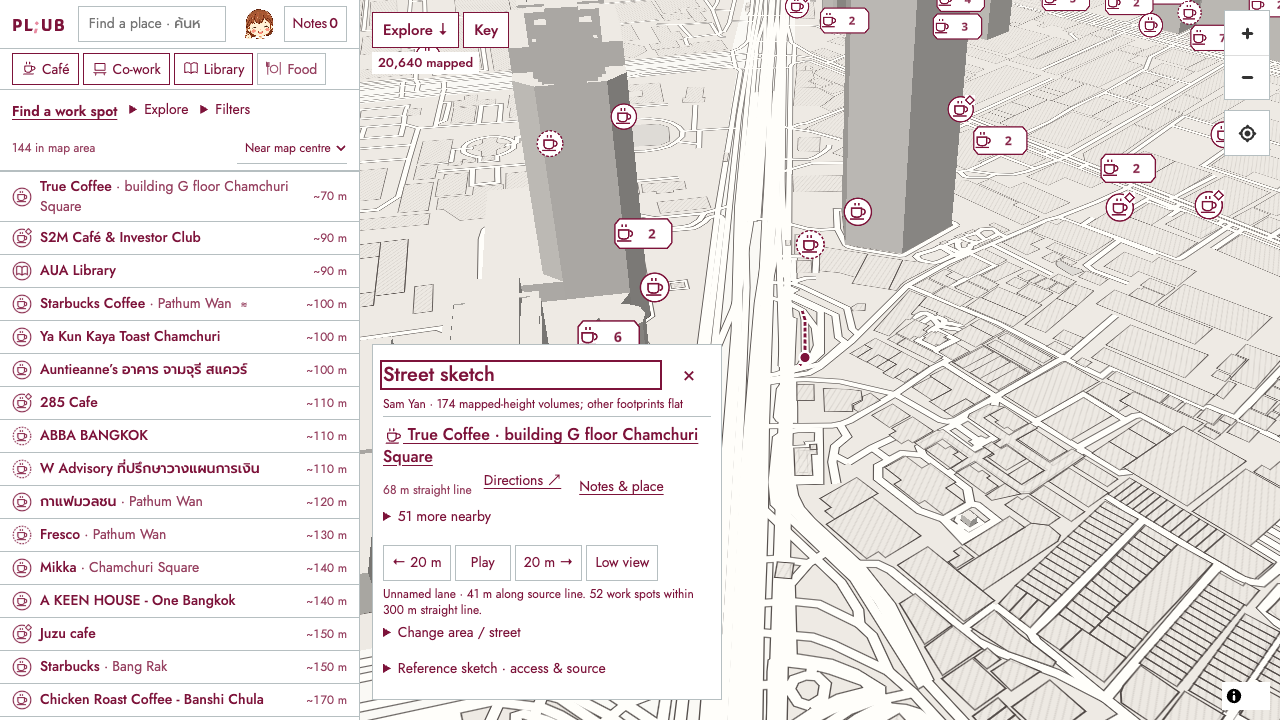 PL:UB
Find a place · ค้นหา
Notes 0
Café
Co-work
Library
Food
Find a work spot
Explore
Filters
144 in map area
Near map centre
True Coffee · building G floor Chamchuri
Square
~70 m
S2M Café & Investor Club
~90 m
AUA Library
~90 m
Starbucks Coffee · Pathum Wan ≈
~100 m
Ya Kun Kaya Toast Chamchuri
~100 m
Auntieanne's อาคาร จามจุรี สแควร์
~100 m
285 Cafe
~110 m
ABBA BANGKOK
~110 m
W Advisory ที่ปรึกษาวางแผนการเงิน
~110 m
กาแฟมวลชน · Pathum Wan
~120 m
Fresco · Pathum Wan
~130 m
Mikka · Chamchuri Square
~140 m
A KEEN HOUSE - One Bangkok
~140 m
Juzu cafe
~150 m
Starbucks · Bang Rak
~150 m
Chicken Roast Coffee - Banshi Chula
~170 m
Explore ↓
Key
20,640 mapped
2
4
3
3
2
2
7
2
2
2
6
+
−
Street sketch
×
Sam Yan · 174 mapped-height volumes; other footprints flat
True Coffee · building G floor Chamchuri
Square
68 m straight line
Directions ↗
Notes & place
51 more nearby
← 20 m
Play
20 m →
Low view
Unnamed lane · 41 m along source line. 52 work spots within
300 m straight line.
Change area / street
Reference sketch · access & source